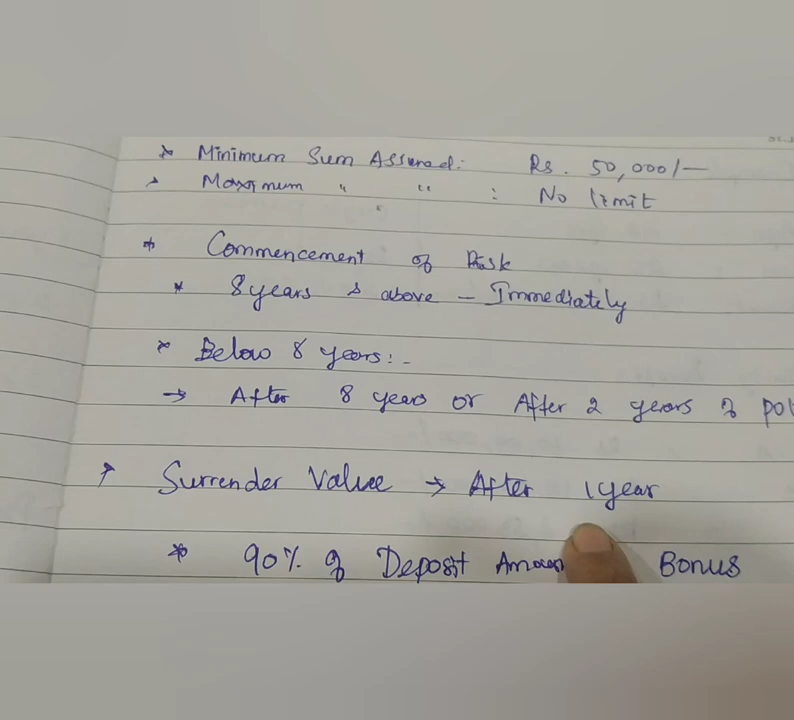 * Minimum Sum Assured: Rs. 50,000/-
* Maximum " " : No limit
* Commencement of Risk
* 8 years & above - Immediately
* Below 8 years:-
→ After 8 years or After 2 years of
* Surrender Value → After 1 year
* 90% of Deposit Bonus